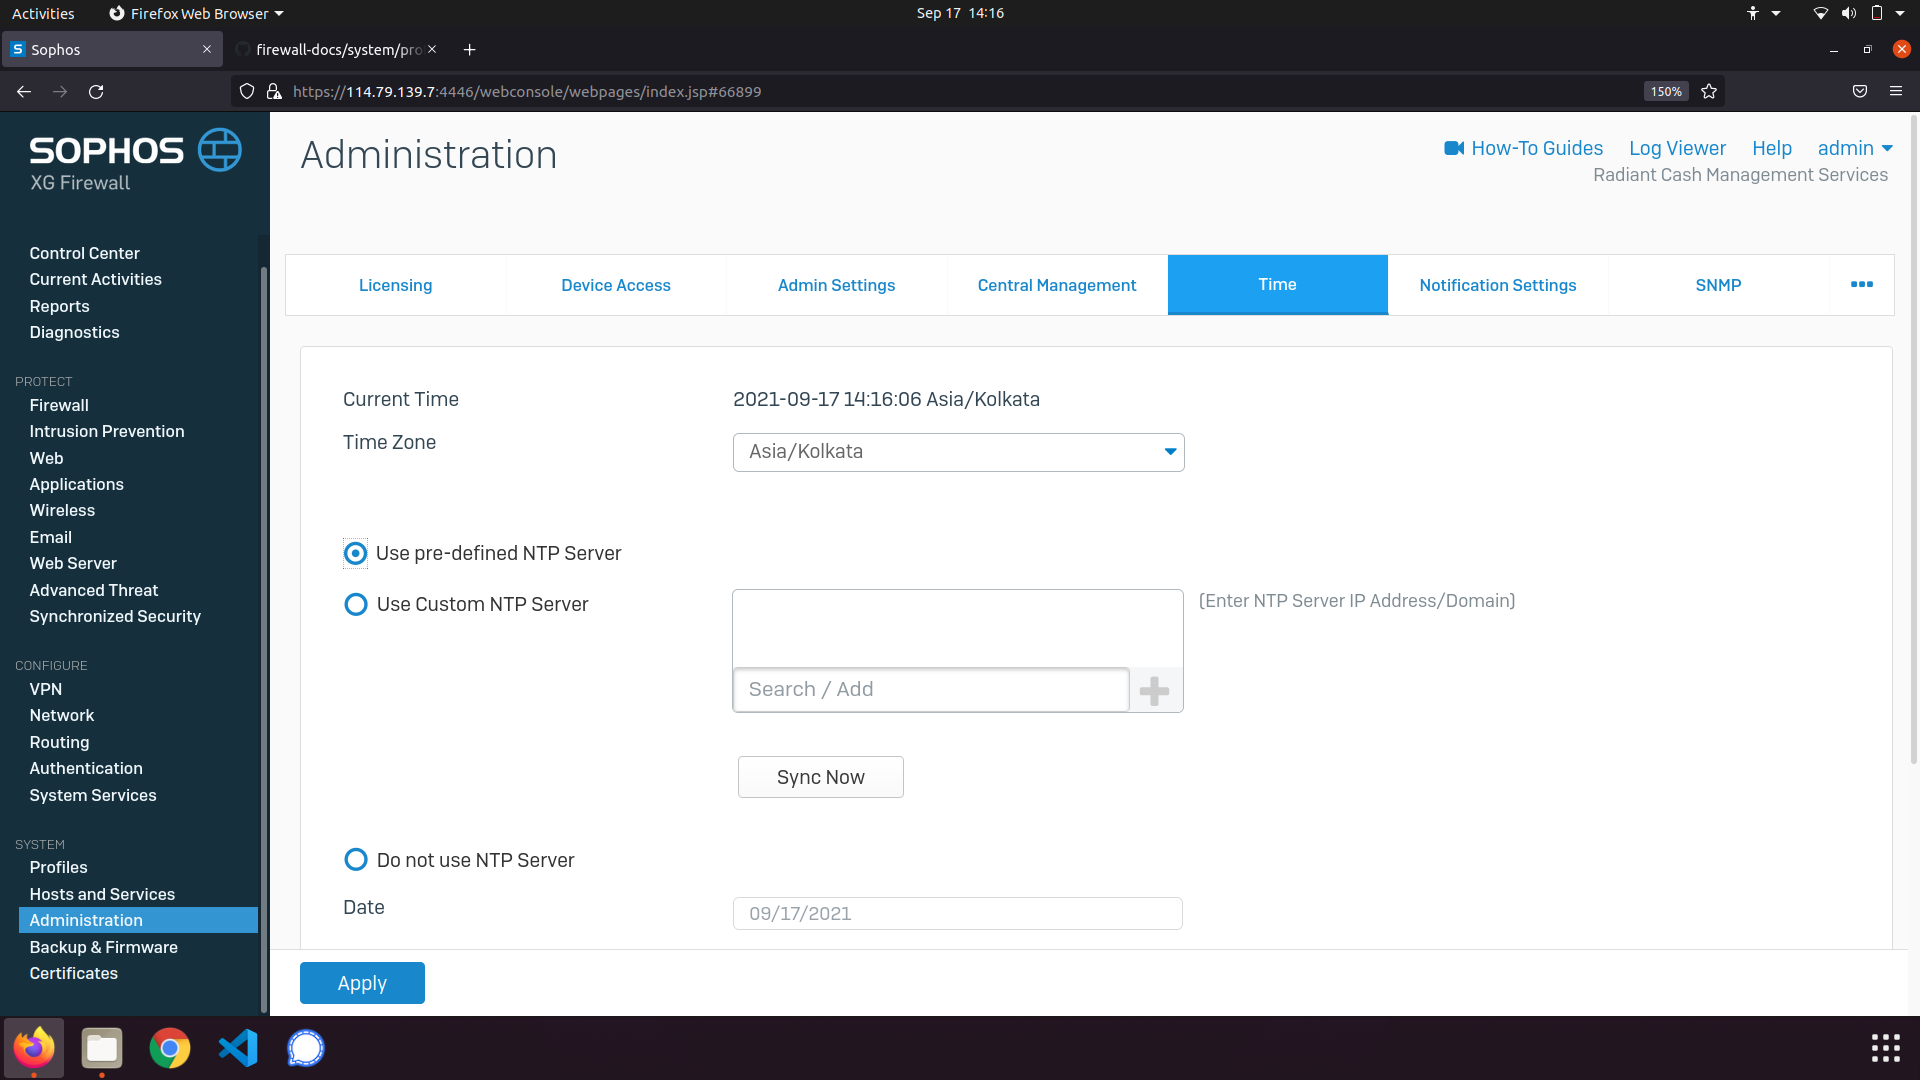 Activities
Firefox Web Browser
Sep 17 14:16
Sophos
firewall-docs/system/pro
https://114.79.139.7:4446/webconsole/webpages/index.jsp#66899
150%
SOPHOS
XG Firewall
Administration
How-To Guides
Log Viewer
Help
admin
Radiant Cash Management Services
Control Center
Current Activities
Reports
Diagnostics
PROTECT
Firewall
Intrusion Prevention
Web
Applications
Wireless
Email
Web Server
Advanced Threat
Synchronized Security
CONFIGURE
VPN
Network
Routing
Authentication
System Services
SYSTEM
Profiles
Hosts and Services
Administration
Backup & Firmware
Certificates
Licensing
Device Access
Admin Settings
Central Management
Time
Notification Settings
SNMP
Current Time
2021-09-17 14:16:06 Asia/Kolkata
Time Zone
Asia/Kolkata
Use pre-defined NTP Server
Use Custom NTP Server
(Enter NTP Server IP Address/Domain)
Search / Add
Sync Now
Do not use NTP Server
Date
09/17/2021
Apply